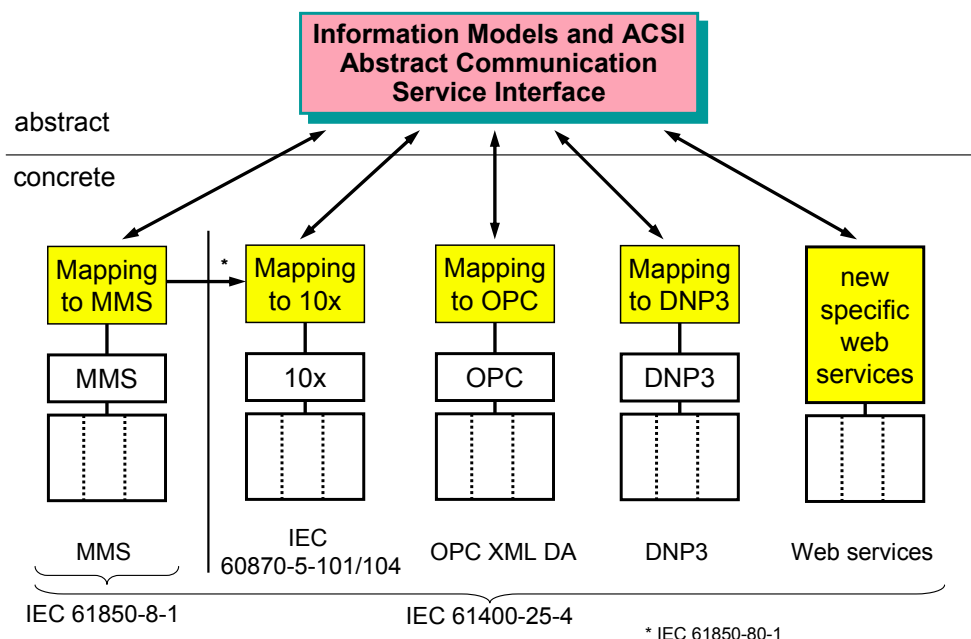 Information Models and ACSI
Abstract Communication
Service Interface
abstract
concrete
Mapping
to MMS
*
Mapping
to 10x
Mapping
to OPC
Mapping
to DNP3
new
specific
web
services
MMS
10x
OPC
DNP3
MMS
IEC
60870-5-101/104
OPC XML DA
DNP3
Web services
IEC 61850-8-1
IEC 61400-25-4
* IEC 61850-80-1